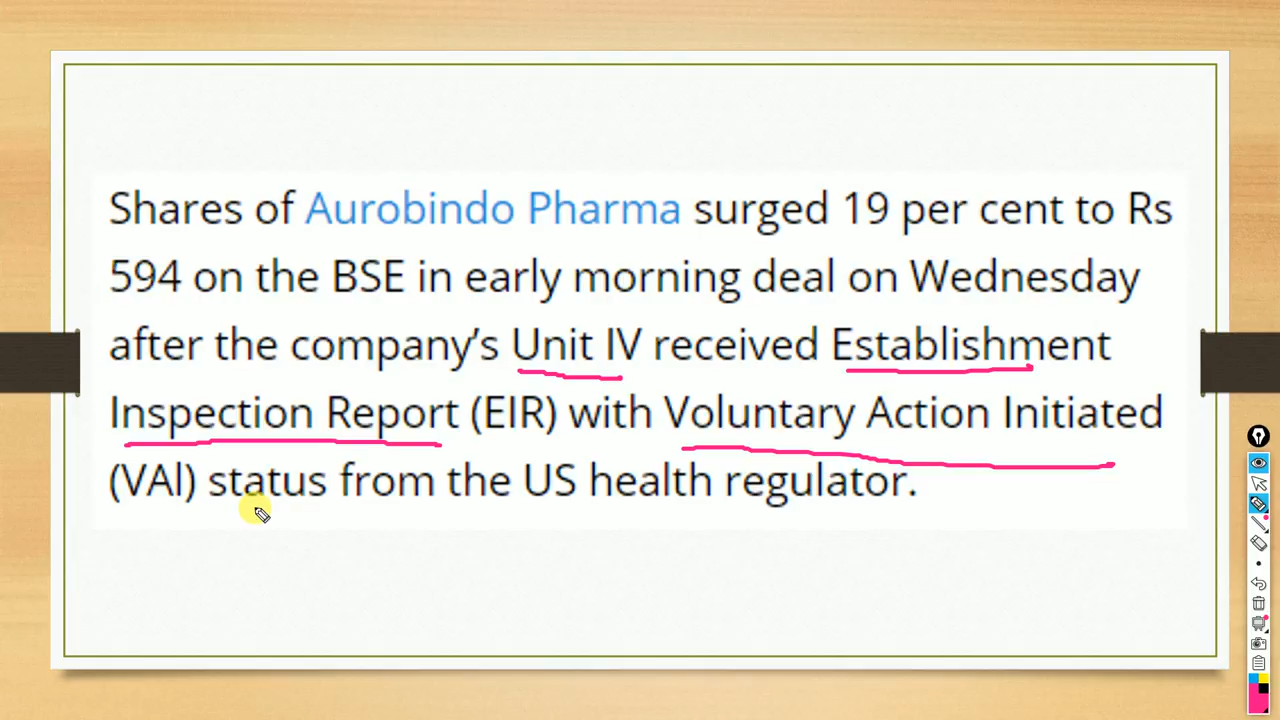 Shares of Aurobindo Pharma surged 19 per cent to Rs
594 on the BSE in early morning deal on Wednesday
after the company’s Unit IV received Establishment
Inspection Report (EIR) with Voluntary Action Initiated
(VAl) status from the US health regulator.